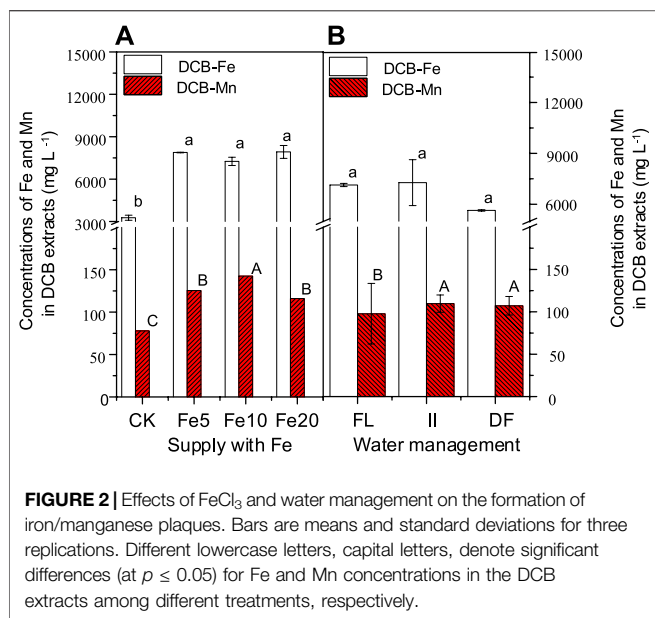 A
B
15000
12000
9000
6000
3000
150
100
50
0
Concentrations of Fe and Mn
in DCB extracts (mg L⁻¹)
DCB-Fe
DCB-Mn
b
a
a
a
C
B
A
B
CK Fe5 Fe10 Fe20
Supply with Fe
DCB-Fe
DCB-Mn
a
a
a
B
A
A
FL II DF
Water management
15000
12000
9000
6000
150
100
50
0
Concentrations of Fe and Mn
in DCB extracts (mg L⁻¹)
FIGURE 2 | Effects of FeCl₃ and water management on the formation of
iron/manganese plaques. Bars are means and standard deviations for three
replications. Different lowercase letters, capital letters, denote significant
differences (at p ≤ 0.05) for Fe and Mn concentrations in the DCB
extracts among different treatments, respectively.